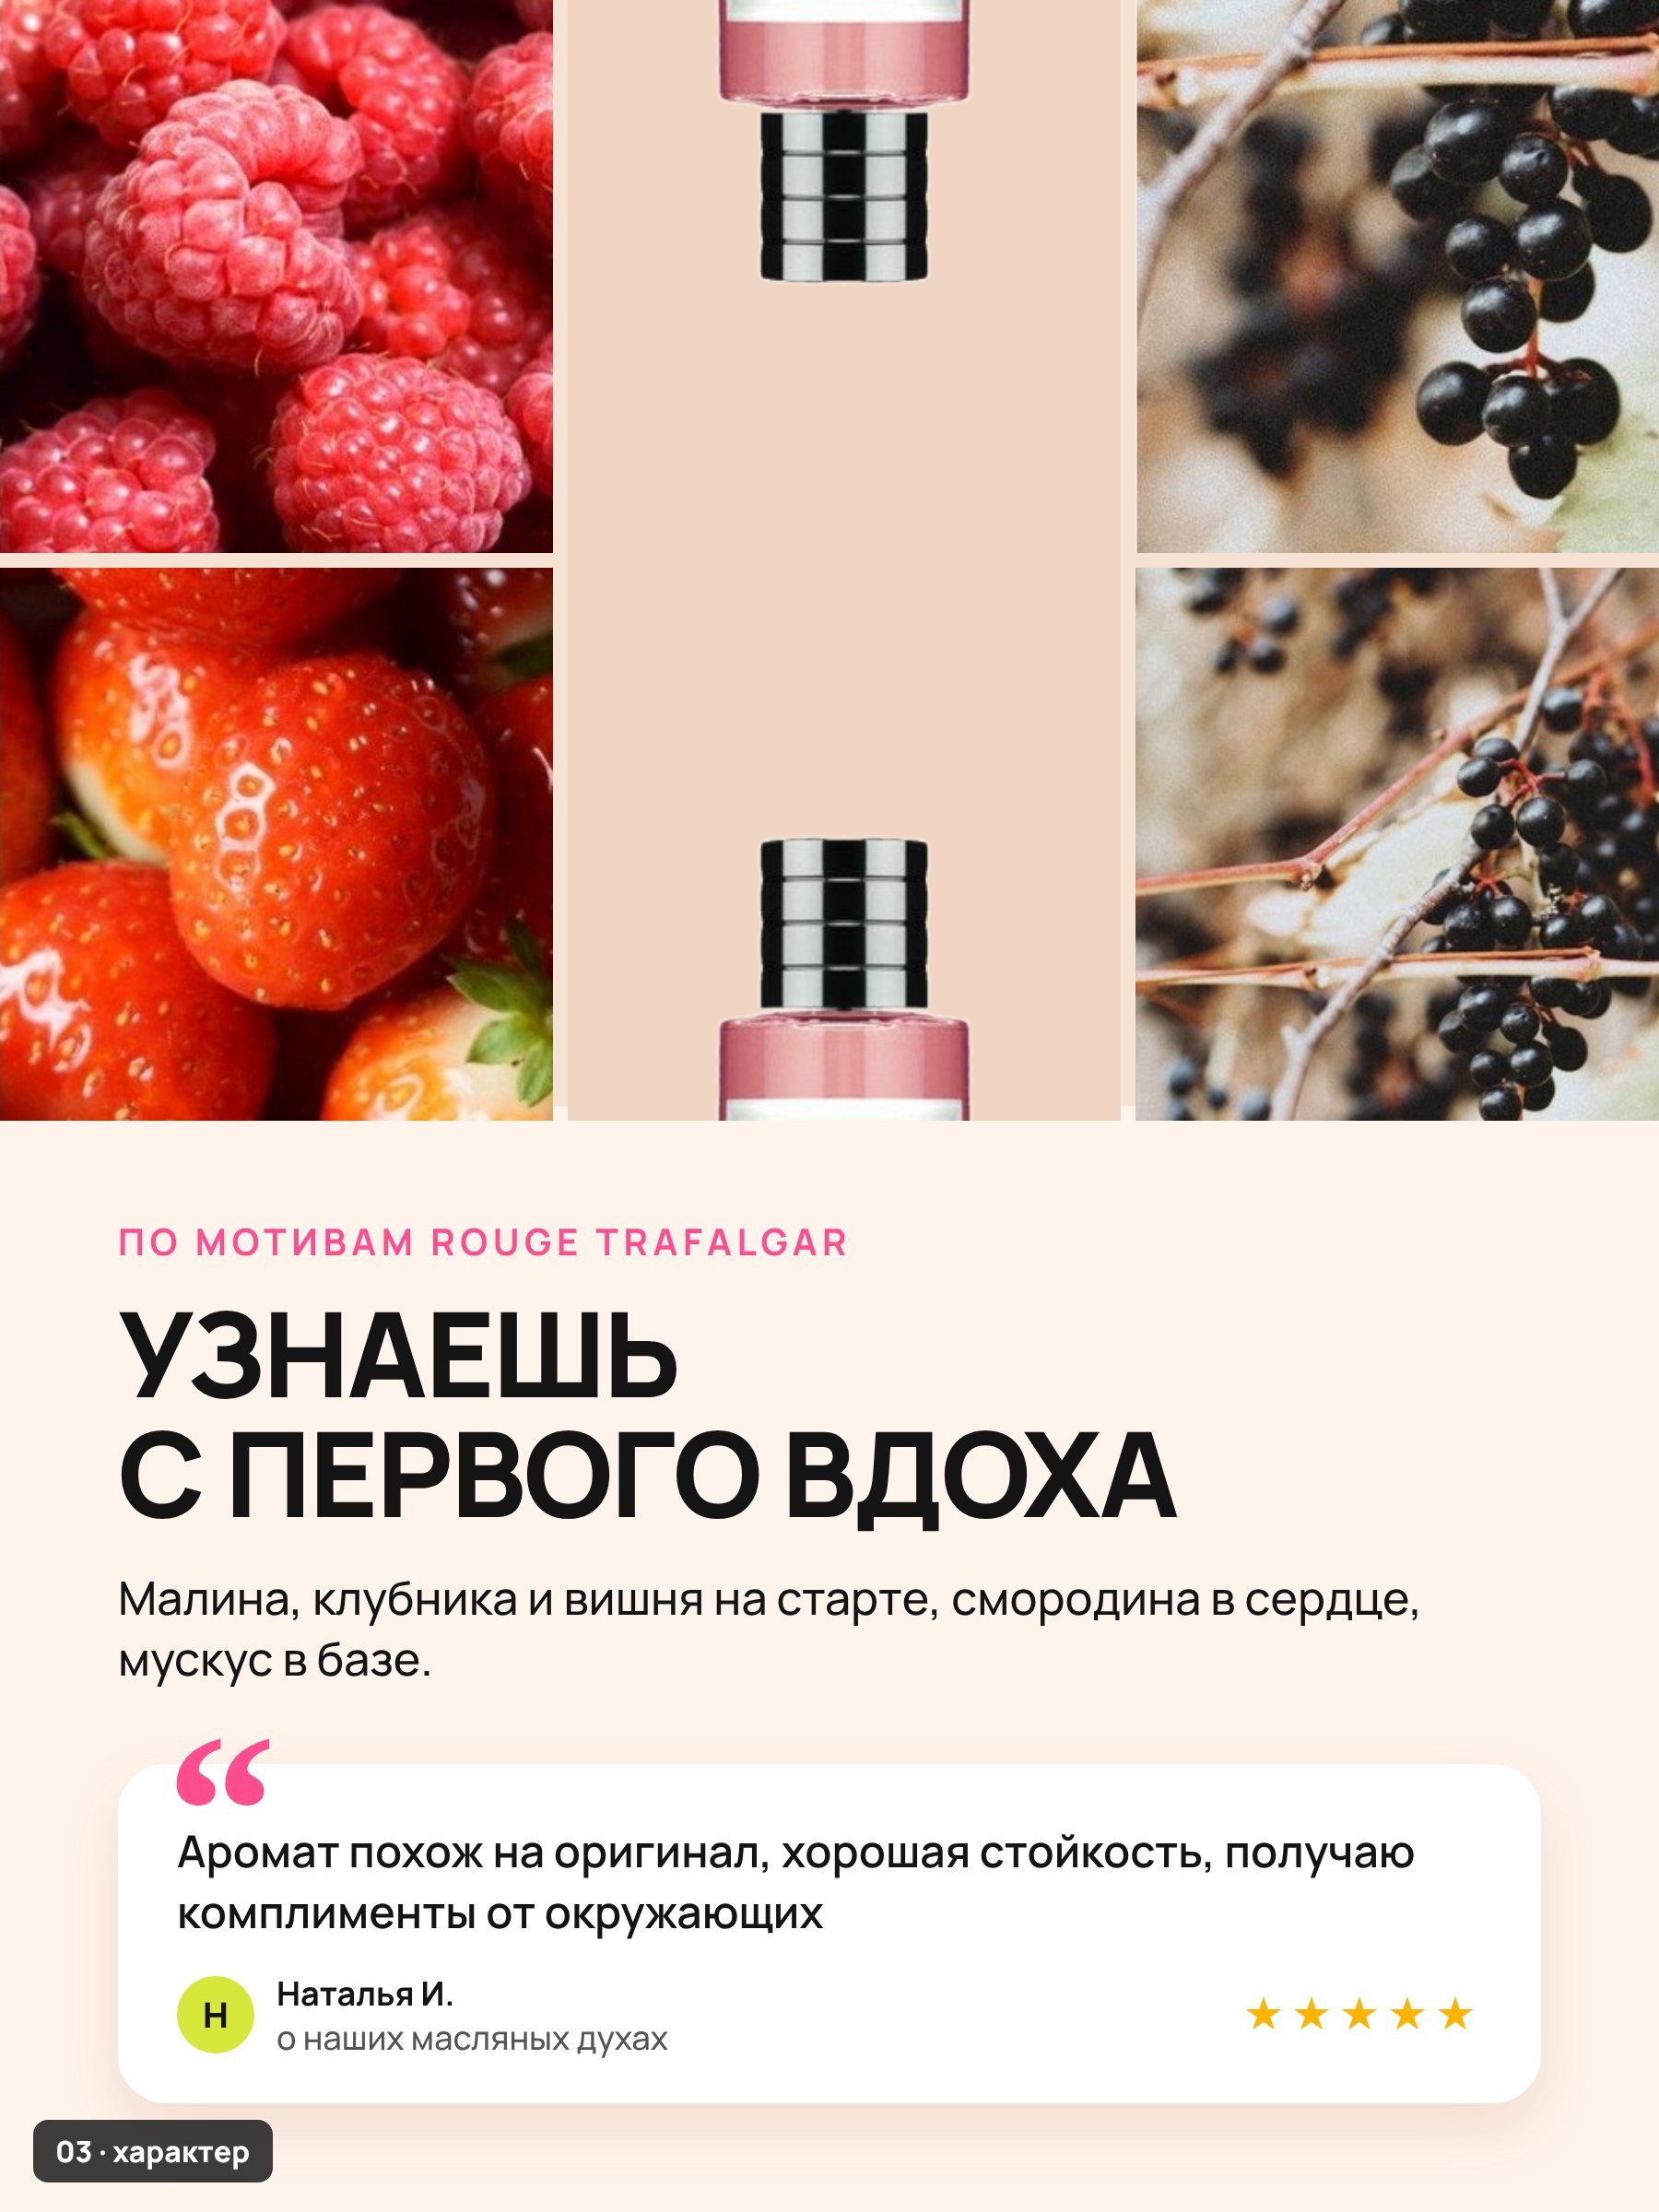 ПО МОТИВАМ ROUGE TRAFALGAR
УЗНАЕШЬ
С ПЕРВОГО ВДОХА
Малина, клубника и вишня на старте, смородина в сердце,
мускус в базе.
“
Аромат похож на оригинал, хорошая стойкость, получаю
комплименты от окружающих
Н
Наталья И.
о наших масляных духах
★★★★★
03 · характер